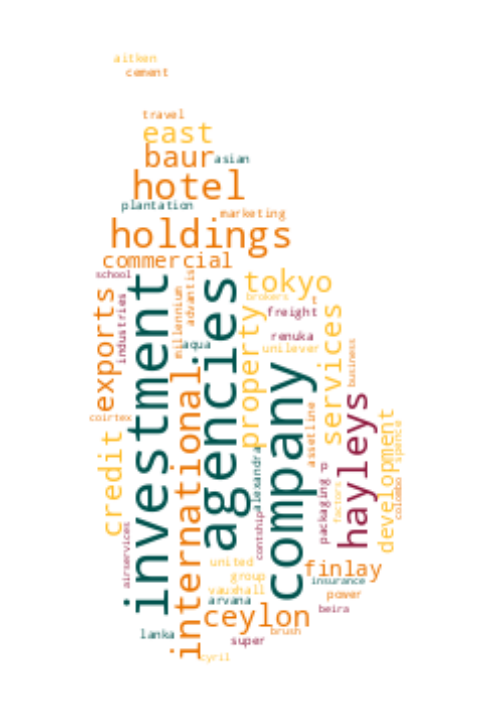 aitken
cement
travel
east
baur
asian
hotel
plantation
marketing
holdings
commercial
school
investment
agencies
tokyo
exports
industries
millennium
advantis
brokers
t
freight
property
services
aqua
renuka
unilever
business
international
company
hayleys
coirtex
credit
assetline
development
spence
alexandra
packaging
p
factors
colombo
contship
airservices
united
group
finlay
insurance
vauxhall
power
arvana
ceylon
beira
lanka
brush
super
cyril